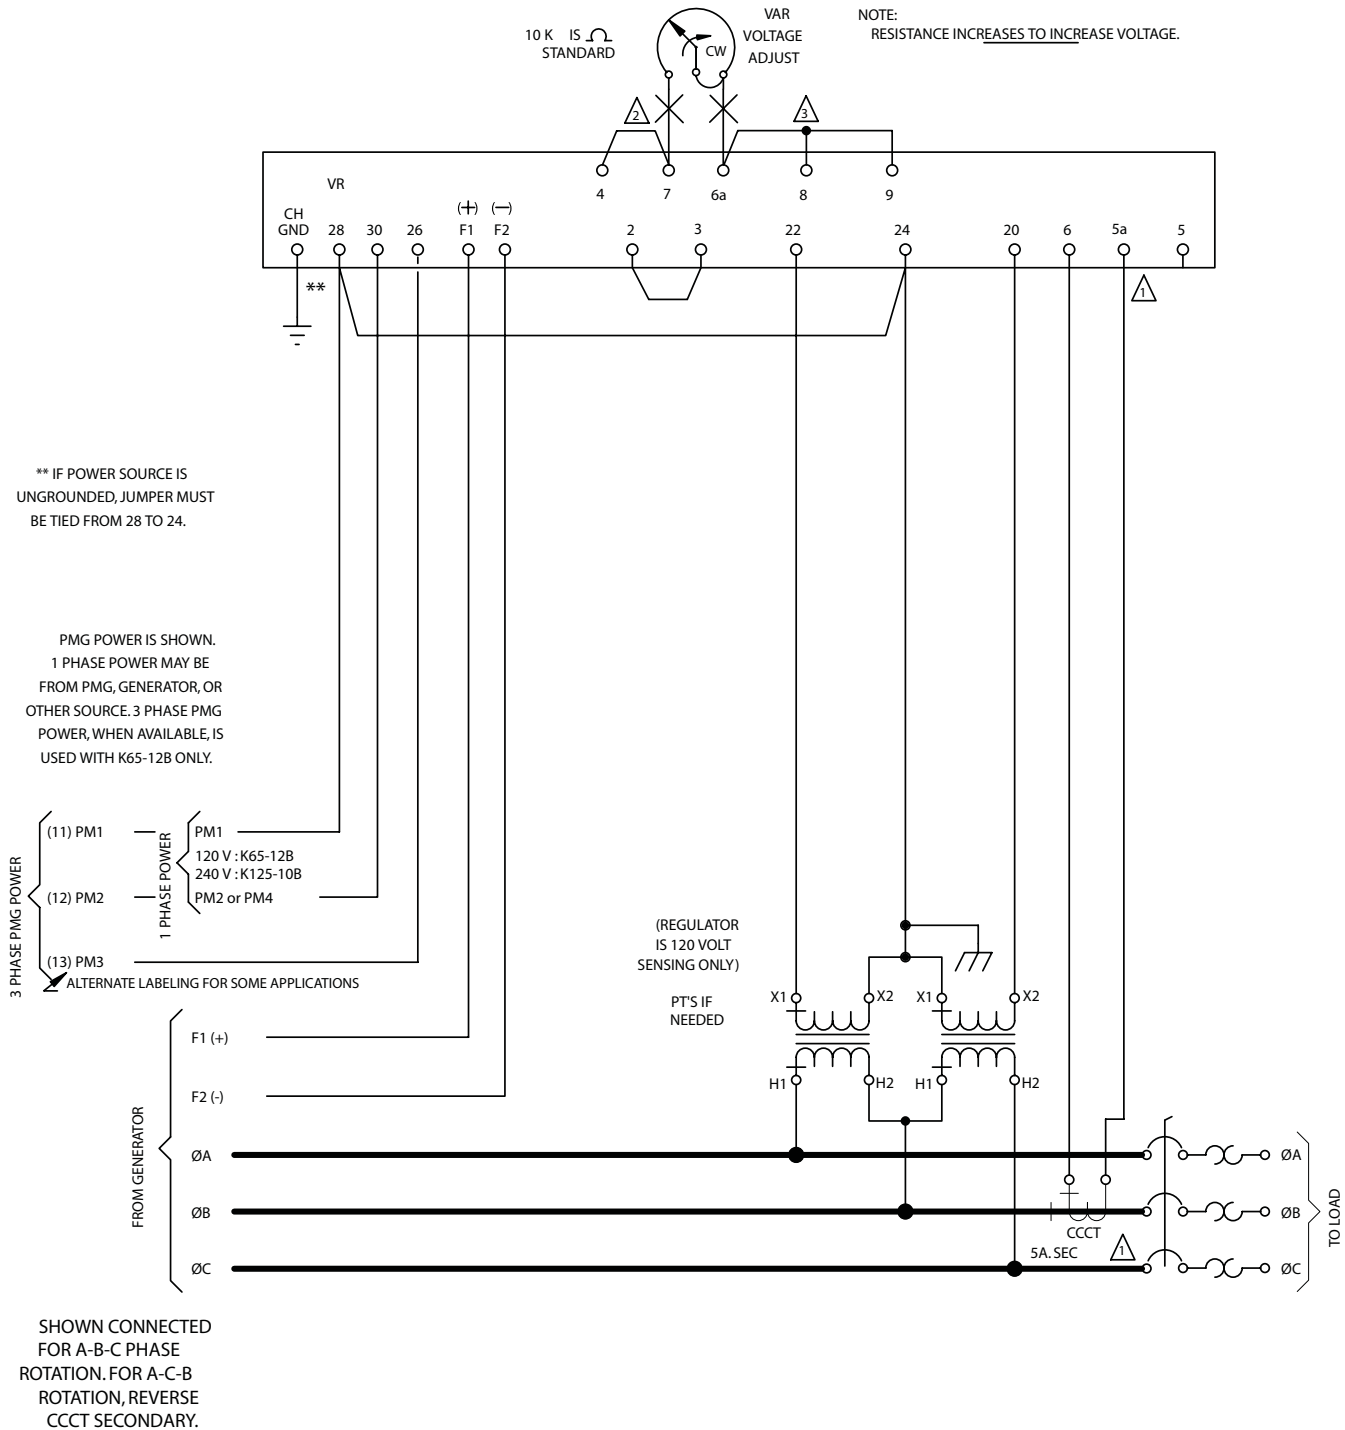 10 K IS Ω
STANDARD
VAR
VOLTAGE
ADJUST
CW
NOTE:
RESISTANCE INCREASES TO INCREASE VOLTAGE.
2
3
VR
4
7
6a
8
9
CH
GND
28
30
26
(+)
F1
(−)
F2
2
3
22
24
20
6
5a
5
**
1
** IF POWER SOURCE IS
UNGROUNDED, JUMPER MUST
BE TIED FROM 28 TO 24.
PMG POWER IS SHOWN.
1 PHASE POWER MAY BE
FROM PMG, GENERATOR, OR
OTHER SOURCE. 3 PHASE PMG
POWER, WHEN AVAILABLE, IS
USED WITH K65-12B ONLY.
3 PHASE PMG POWER
(11) PM1
(12) PM2
(13) PM3
1 PHASE POWER
PM1
120 V : K65-12B
240 V : K125-10B
PM2 or PM4
ALTERNATE LABELING FOR SOME APPLICATIONS
(REGULATOR
IS 120 VOLT
SENSING ONLY)
PT'S IF
NEEDED
X1
X2
X1
X2
H1
H2
H1
H2
FROM GENERATOR
F1 (+)
F2 (-)
ØA
ØB
ØC
CCCT
5A. SEC
1
ØA
ØB
ØC
TO LOAD
SHOWN CONNECTED
FOR A-B-C PHASE
ROTATION. FOR A-C-B
ROTATION, REVERSE
CCCT SECONDARY.